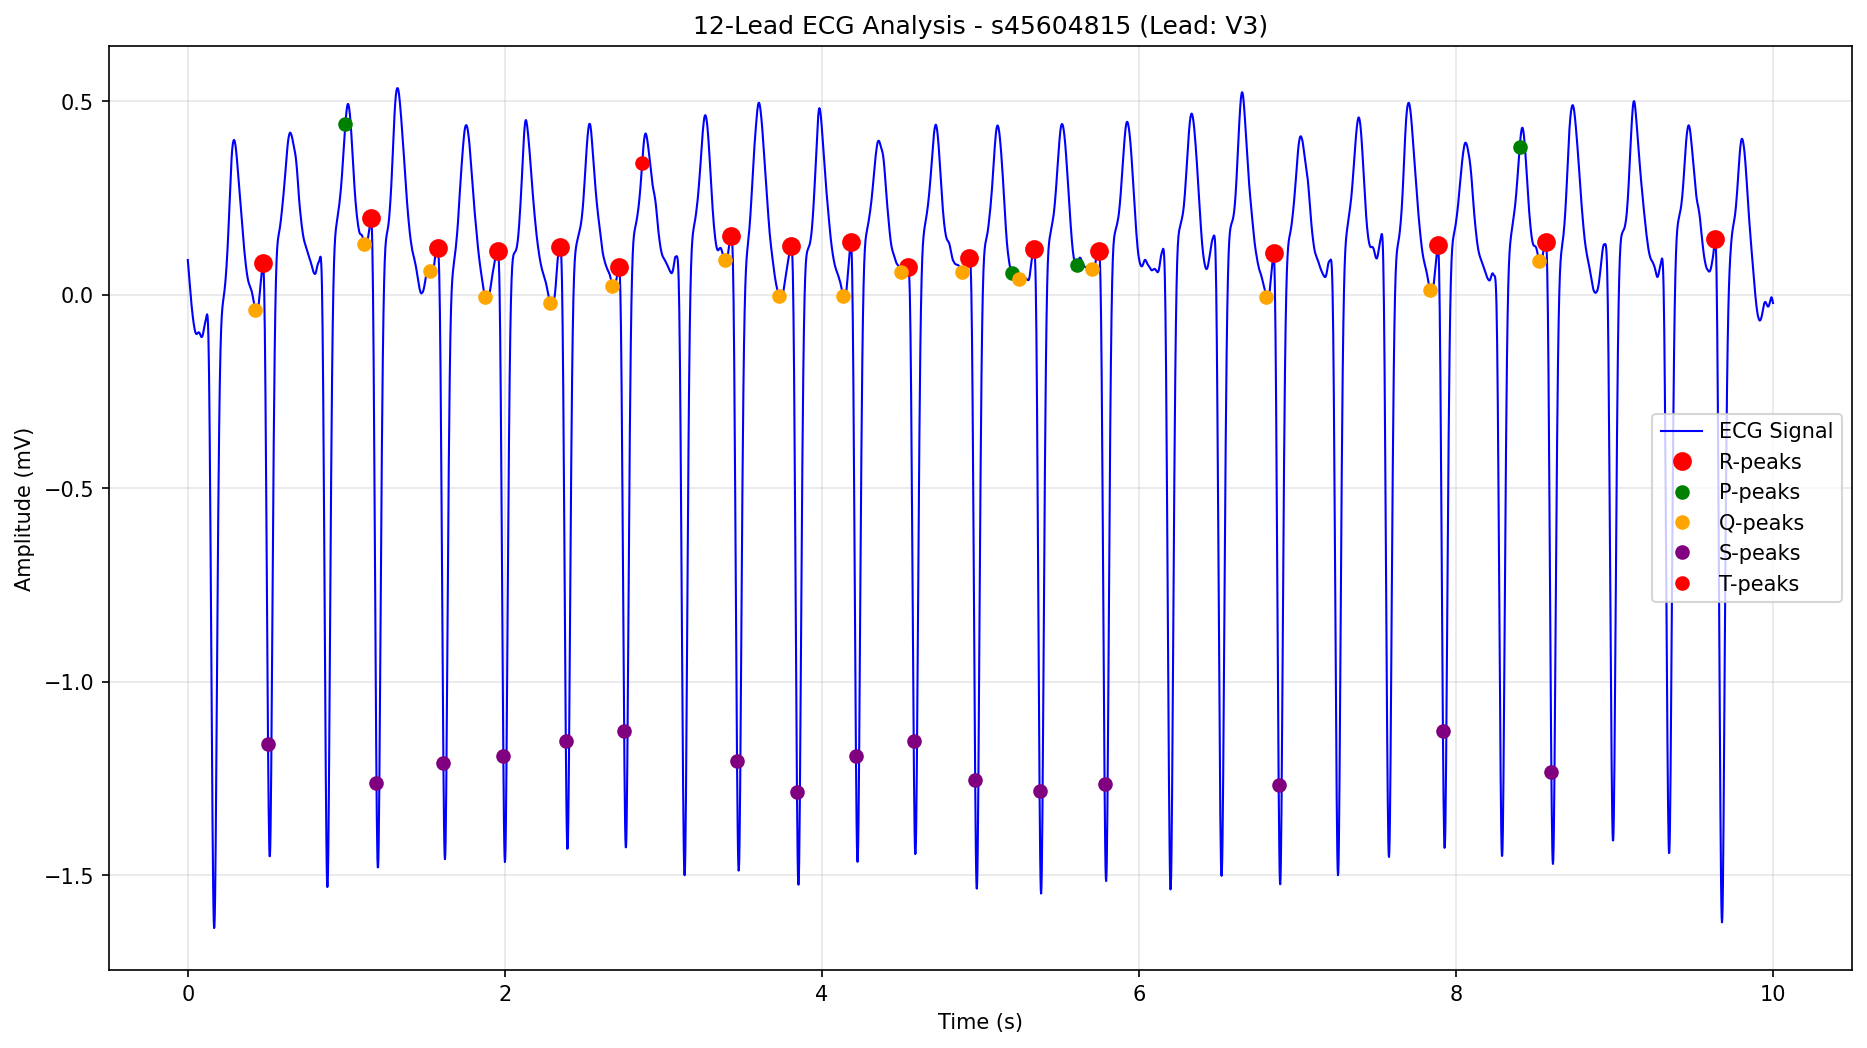 12-Lead ECG Analysis - s45604815 (Lead: V3)
Amplitude (mV)
0.5
0.0
−0.5
−1.0
−1.5
ECG Signal
R-peaks
P-peaks
Q-peaks
S-peaks
T-peaks
0 2 4 6 8 10
Time (s)